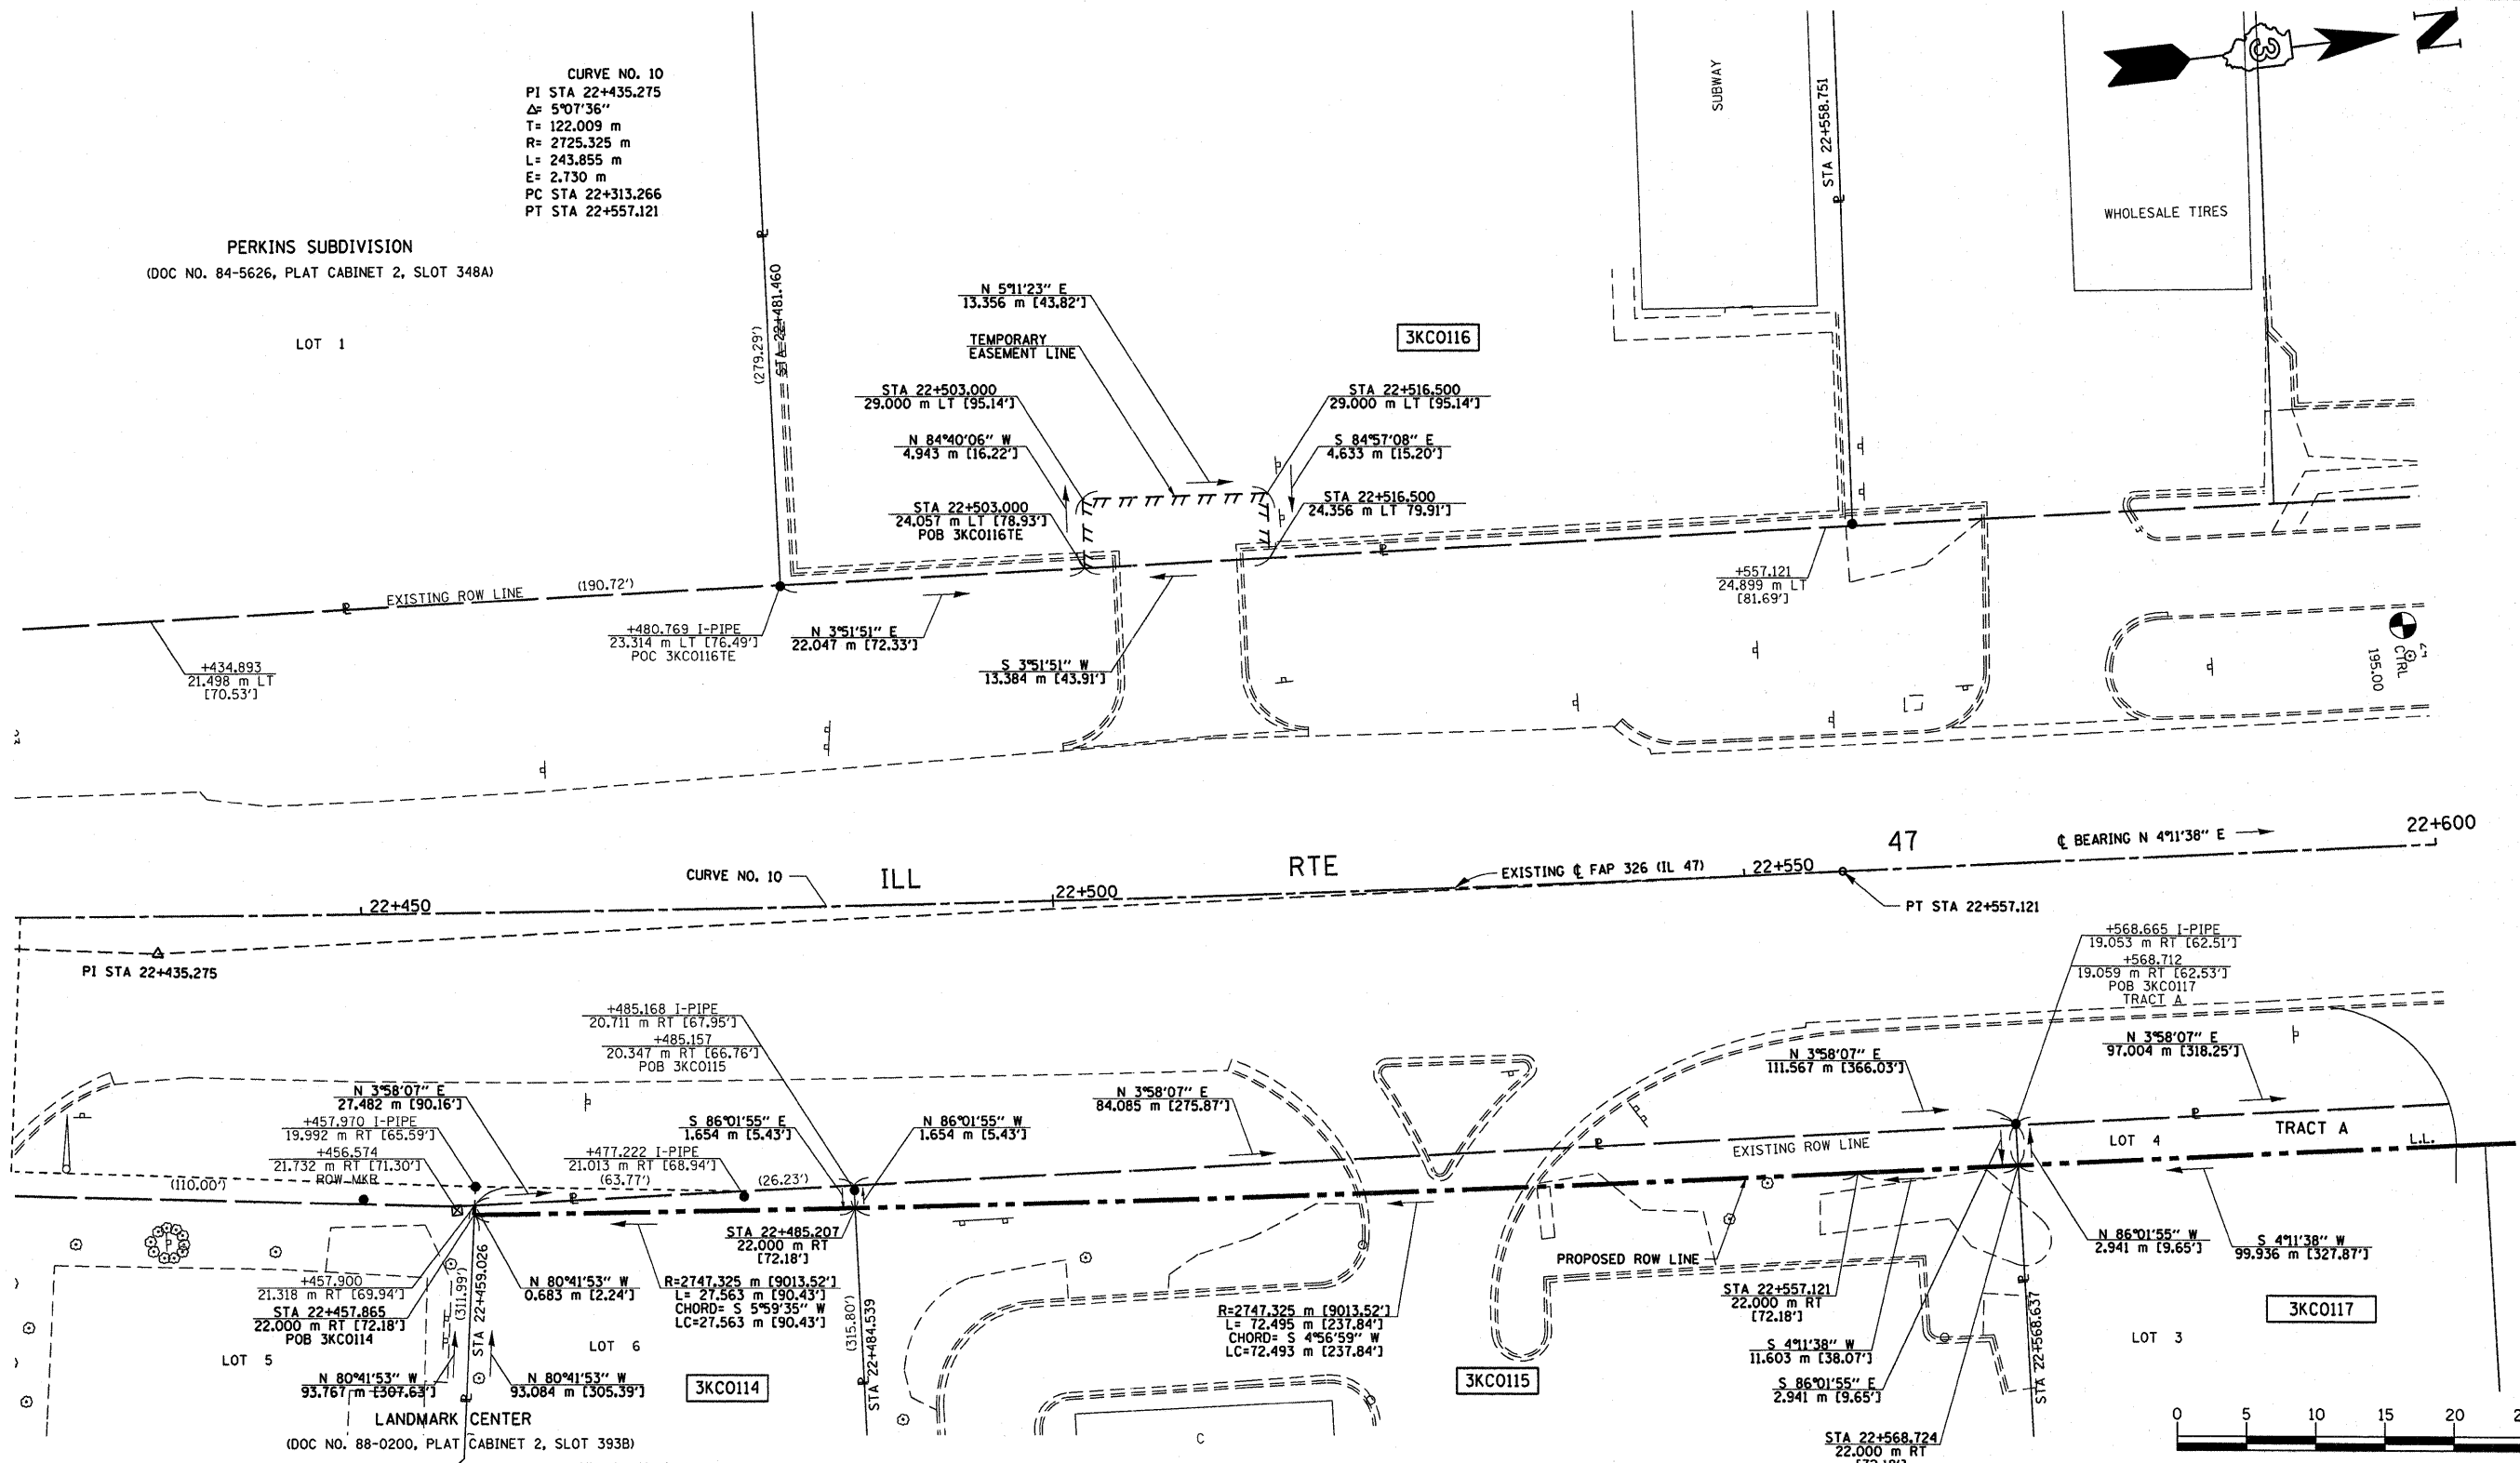 N
3
CURVE NO. 10
PI STA 22+435.275
Δ= 5°07'36"
T= 122.009 m
R= 2725.325 m
L= 243.855 m
E= 2.730 m
PC STA 22+313.266
PT STA 22+557.121
PERKINS SUBDIVISION
(DOC NO. 84-5626, PLAT CABINET 2, SLOT 348A)
LOT 1
(279.29')
STA 22+481.460
SUBWAY
STA 22+558.751
WHOLESALE TIRES
N 5°11'23" E
13.356 m [43.82']
TEMPORARY
EASEMENT LINE
3KC0116
STA 22+503.000
29.000 m LT [95.14']
STA 22+516.500
29.000 m LT [95.14']
N 84°40'06" W
4.943 m [16.22']
S 84°57'08" E
4.633 m [15.20']
STA 22+503.000
24.057 m LT [78.93']
POB 3KC0116TE
STA 22+516.500
24.356 m LT 79.91']
EXISTING ROW LINE
(190.72')
+434.893
21.498 m LT
[70.53']
+480.769 I-PIPE
23.314 m LT [76.49']
POC 3KC0116TE
N 3°51'51" E
22.047 m [72.33']
S 3°51'51" W
13.384 m [43.91']
+557.121
24.899 m LT
[81.69']
CTRL
195.00
ILL
RTE
47
CURVE NO. 10
22+450
22+500
EXISTING ℄ FAP 326 (IL 47)
22+550
℄ BEARING N 4°11'38" E
22+600
PT STA 22+557.121
PI STA 22+435.275
+568.665 I-PIPE
19.053 m RT [62.51']
+568.712
19.059 m RT [62.53']
POB 3KC0117
TRACT A
+485.168 I-PIPE
20.711 m RT [67.95']
+485.157
20.347 m RT [66.76']
POB 3KC0115
N 3°58'07" E
27.482 m [90.16']
+457.970 I-PIPE
19.992 m RT [65.59']
+456.574
21.732 m RT [71.30']
ROW MKR
(110.00')
S 86°01'55" E
1.654 m [5.43']
+477.222 I-PIPE
21.013 m RT [68.94']
(63.77')
(26.23')
N 86°01'55" W
1.654 m [5.43']
N 3°58'07" E
84.085 m [275.87']
N 3°58'07" E
111.567 m [366.03']
N 3°58'07" E
97.004 m [318.25']
EXISTING ROW LINE
LOT 4
TRACT A
L.L.
STA 22+485.207
22.000 m RT
[72.18']
+457.900
21.318 m RT [69.94']
STA 22+457.865
22.000 m RT [72.18']
POB 3KC0114
(311.99')
STA 22+459.026
N 80°41'53" W
0.683 m [2.24']
R=2747.325 m [9013.52']
L= 27.563 m [90.43']
CHORD= S 5°59'35" W
LC=27.563 m [90.43']
(315.80')
STA 22+484.539
R=2747.325 m [9013.52']
L= 72.495 m [237.84']
CHORD= S 4°56'59" W
LC=72.493 m [237.84']
PROPOSED ROW LINE
STA 22+557.121
22.000 m RT
[72.18']
S 4°11'38" W
11.603 m [38.07']
S 86°01'55" E
2.941 m [9.65']
STA 22+568.724
22.000 m RT
[72.18']
STA 22+568.637
N 86°01'55" W
2.941 m [9.65']
S 4°11'38" W
99.936 m [327.87']
3KC0117
LOT 3
LOT 5
LOT 6
N 80°41'53" W
93.767 m [307.63']
N 80°41'53" W
93.084 m [305.39']
3KC0114
3KC0115
LANDMARK CENTER
(DOC NO. 88-0200, PLAT CABINET 2, SLOT 393B)
C
0 5 10 15 20